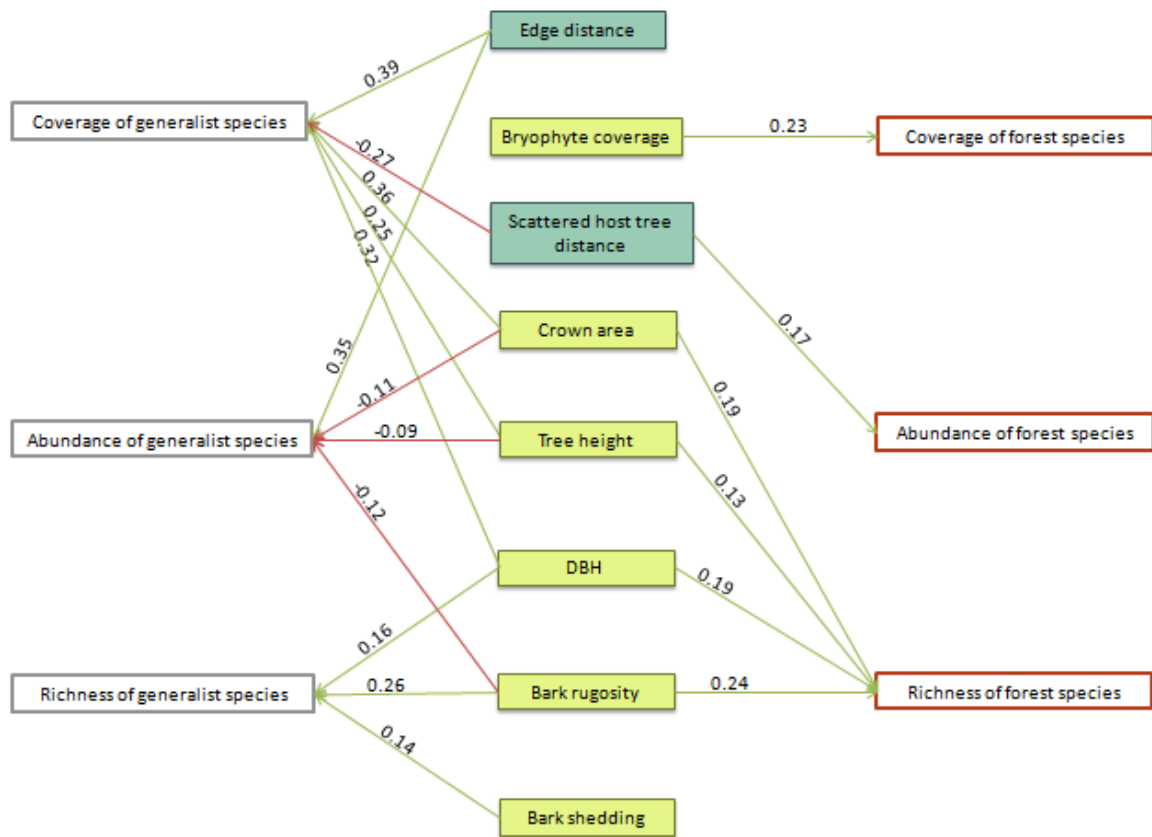 Edge distance
0.39
Coverage of generalist species
Bryophyte coverage
0.23
Coverage of forest species
-0.27
0.36
0.25
0.32
Scattered host tree
distance
0.17
Crown area
0.35
-0.11
0.19
Abundance of generalist species
-0.09
Tree height
Abundance of forest species
0.13
-0.12
DBH
0.19
0.16
Richness of generalist species
0.26
Bark rugosity
0.24
Richness of forest species
0.14
Bark shedding